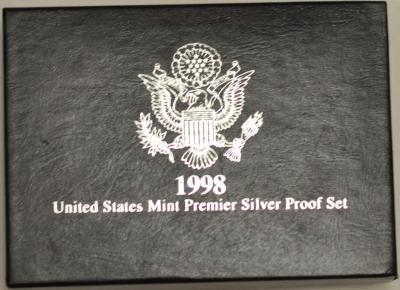 1998
United States Mint Premier Silver Proof Set